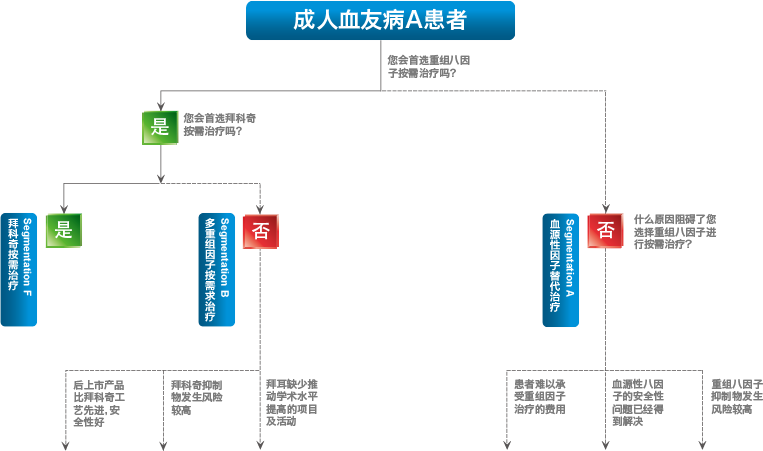 成人血友病A患者
您会首选重组八因
子按需治疗吗?
是
您会首选拜科奇
按需治疗吗?
Segmentation F
拜科奇按需治疗
是
Segmentation B
多重组因子按需求治疗
否
Segmentation A
血源性因子替代治疗
否
什么原因阻碍了您
选择重组八因子进
行按需治疗?
后上市产品
比拜科奇工
艺先进,安
全性好
拜科奇抑制
物发生风险
较高
拜耳缺少推
动学术水平
提高的项目
及活动
患者难以承
受重组因子
治疗的费用
血源性八因
子的安全性
问题已经得
到解决
重组八因子
抑制物发生
风险较高